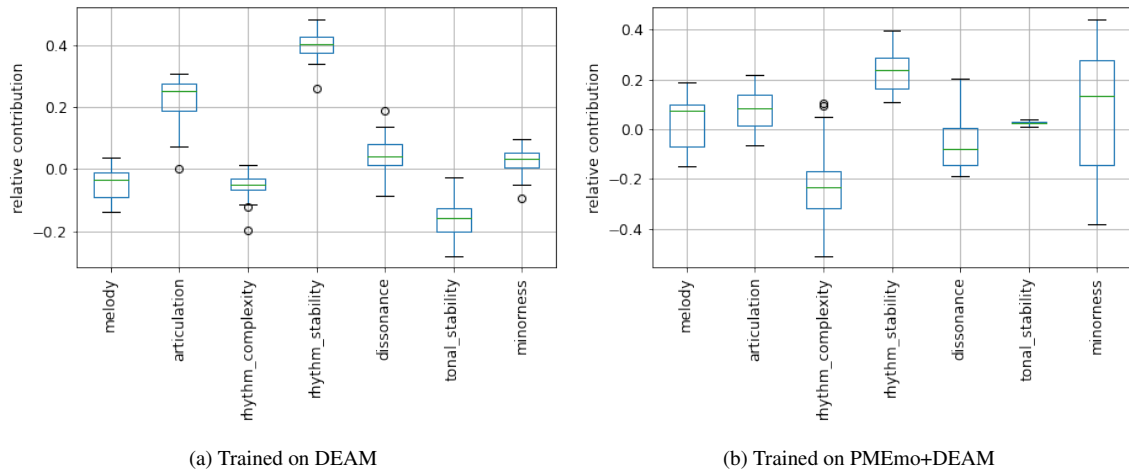 relative contribution
0.4
0.2
0.0
−0.2
melody
articulation
rhythm_complexity
rhythm_stability
dissonance
tonal_stability
minorness
(a) Trained on DEAM
relative contribution
0.4
0.2
0.0
−0.2
−0.4
melody
articulation
rhythm_complexity
rhythm_stability
dissonance
tonal_stability
minorness
(b) Trained on PMEmo+DEAM